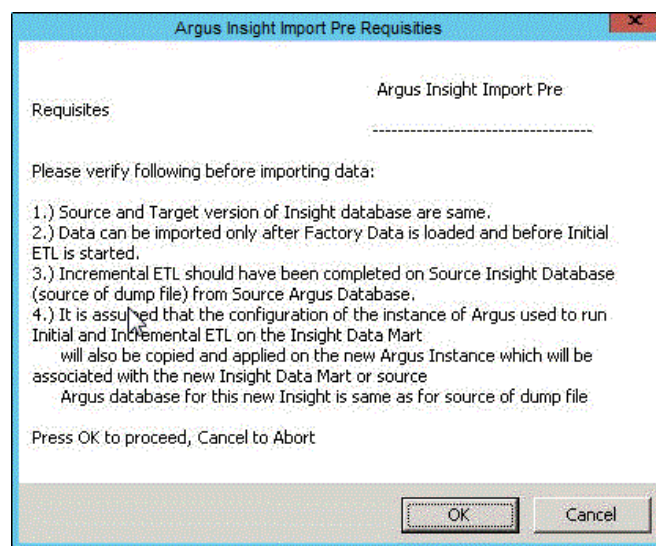 Argus Insight Import Pre Requisities
Argus Insight Import Pre
Requisites
-----------------------------------
Please verify following before importing data:
1.) Source and Target version of Insight database are same.
2.) Data can be imported only after Factory Data is loaded and before Initial
ETL is started.
3.) Incremental ETL should have been completed on Source Insight Database
(source of dump file) from Source Argus Database.
4.) It is assumed that the configuration of the instance of Argus used to run
Initial and Incremental ETL on the Insight Data Mart
will also be copied and applied on the new Argus Instance which will be
associated with the new Insight Data Mart or source
Argus database for this new Insight is same as for source of dump file
Press OK to proceed, Cancel to Abort
OK
Cancel